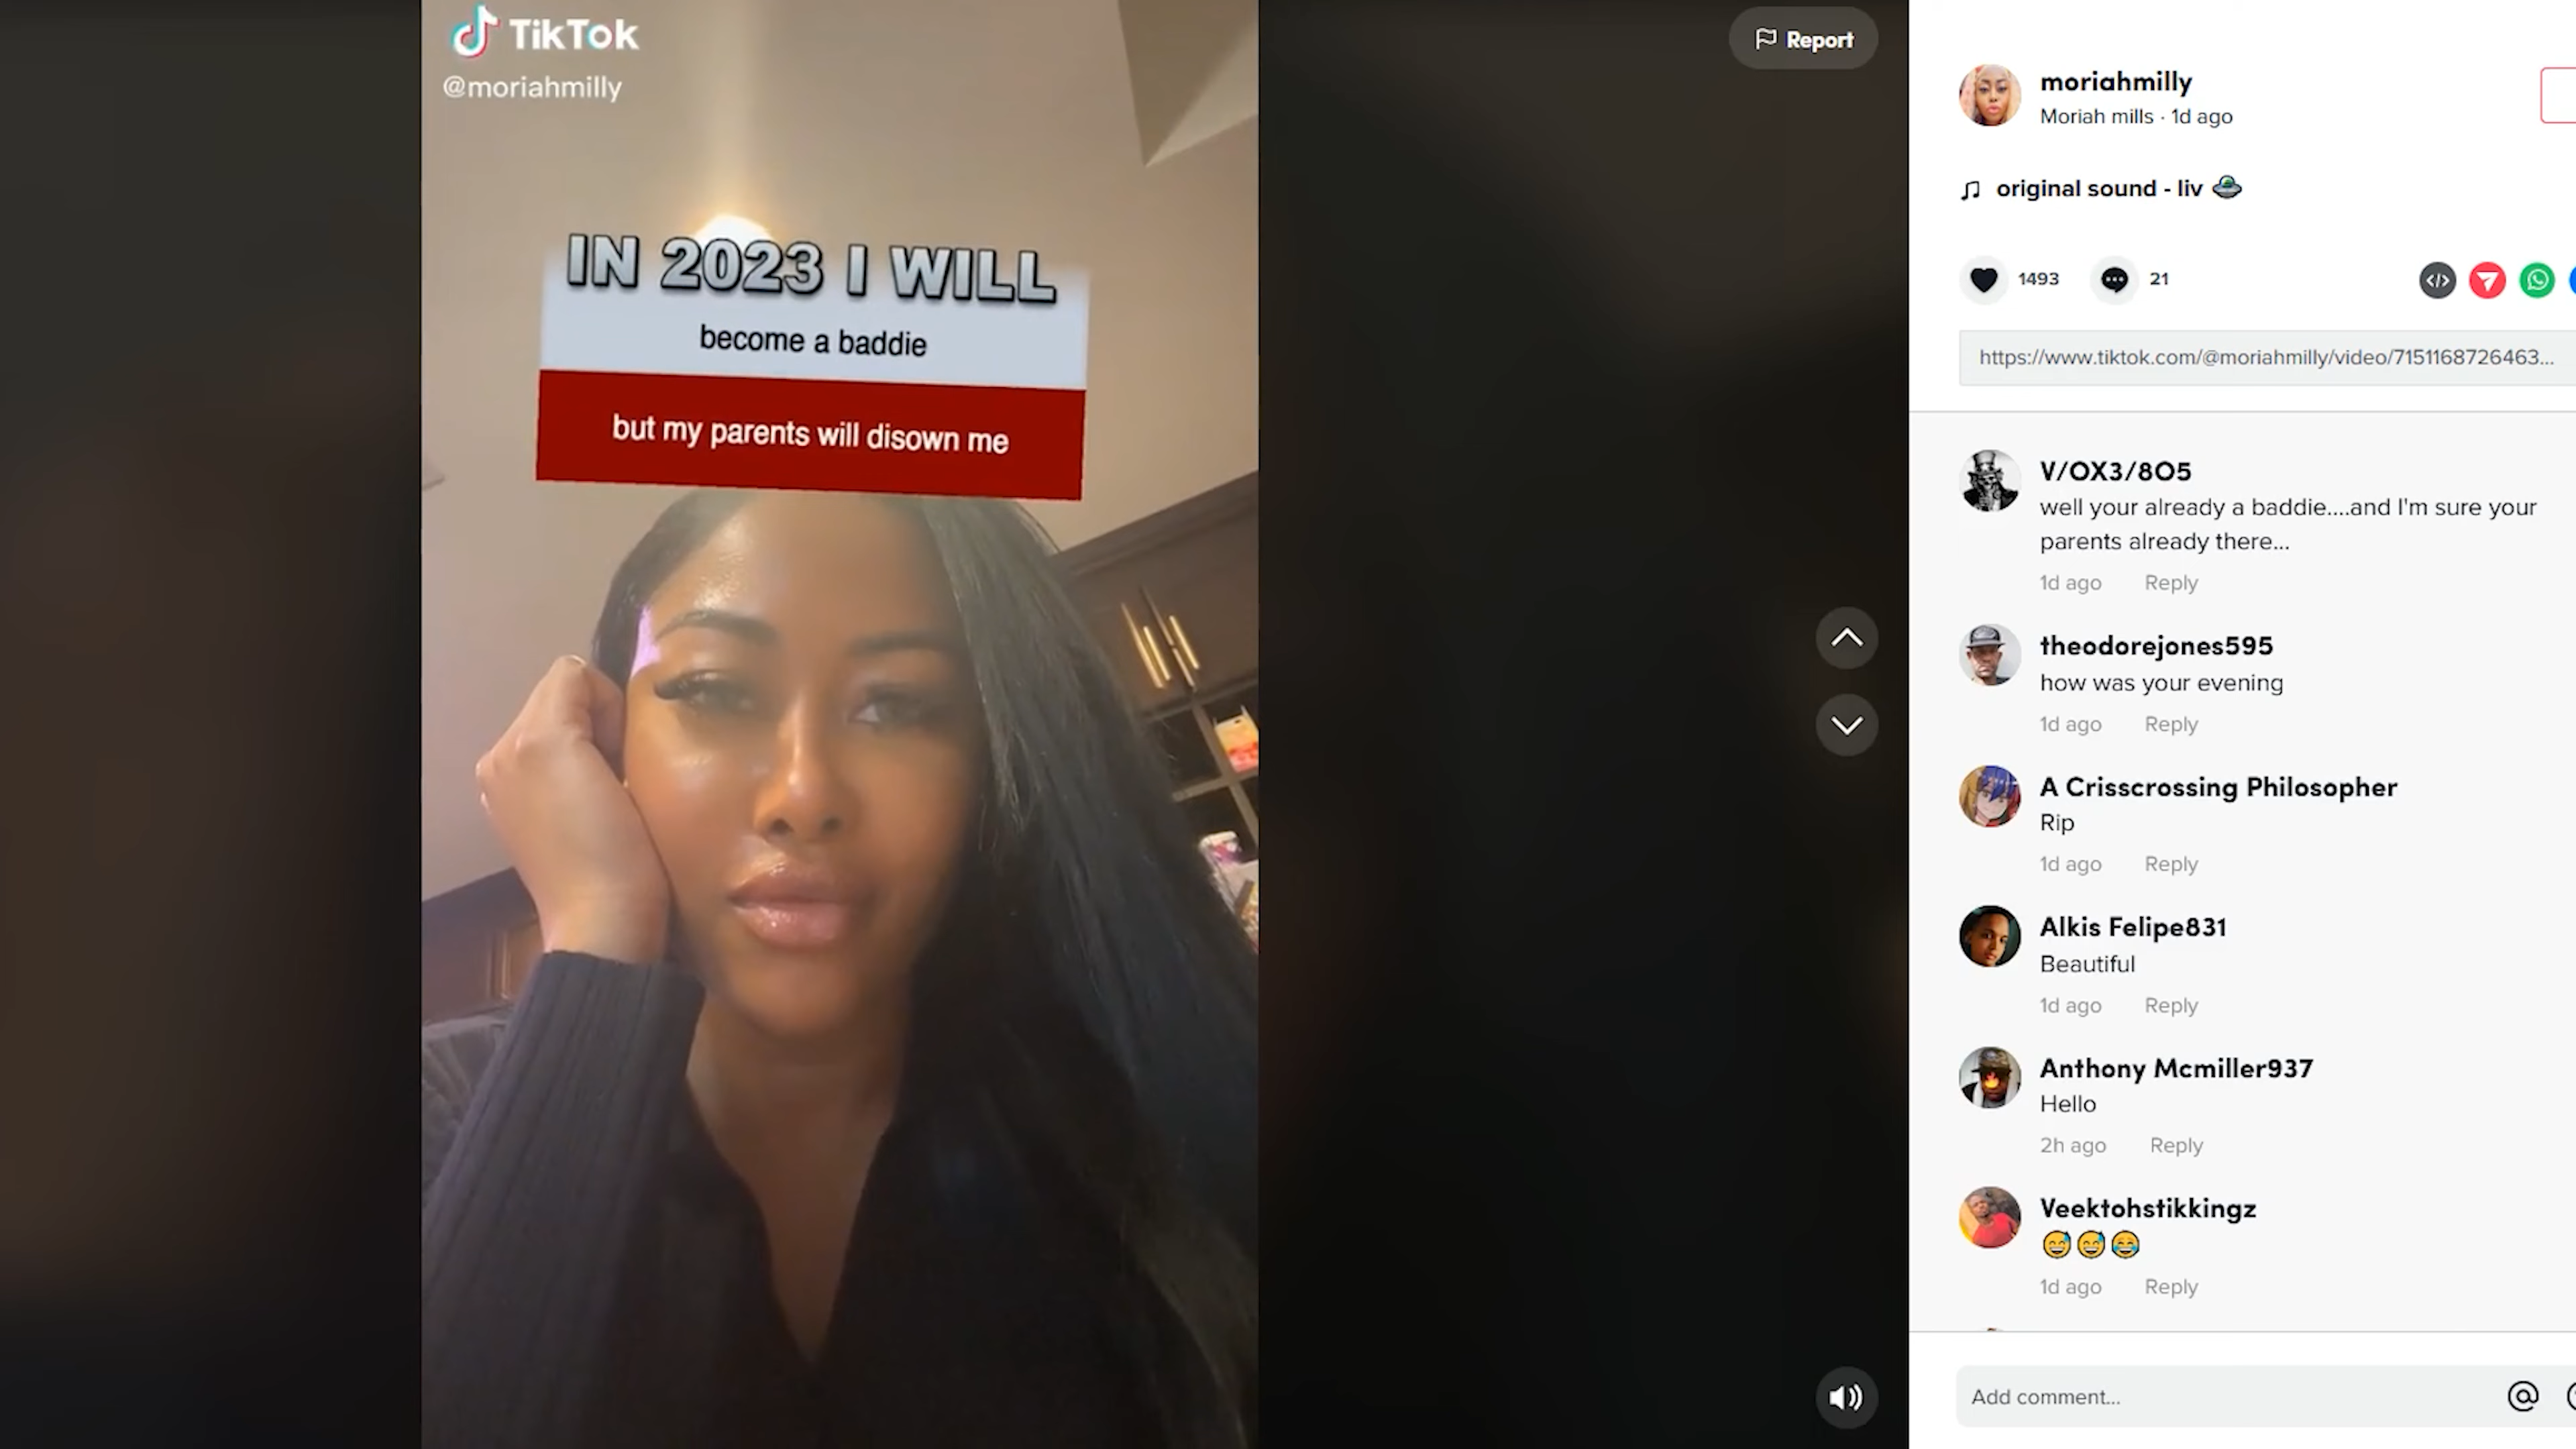 TikTok
@moriahmilly
IN 2023 I WILL
become a baddie
but my parents will disown me
Report
moriahmilly
Moriah mills · 1d ago
original sound - liv 🛸
1493
21
https://www.tiktok.com/@moriahmilly/video/7151168726463...
V/OX3/8O5
well your already a baddie....and I'm sure your
parents already there...
1d ago Reply
theodorejones595
how was your evening
1d ago Reply
A Crisscrossing Philosopher
Rip
1d ago Reply
Alkis Felipe831
Beautiful
1d ago Reply
Anthony Mcmiller937
Hello
2h ago Reply
Veektohstikkingz
😅😅😂
1d ago Reply
Add comment...